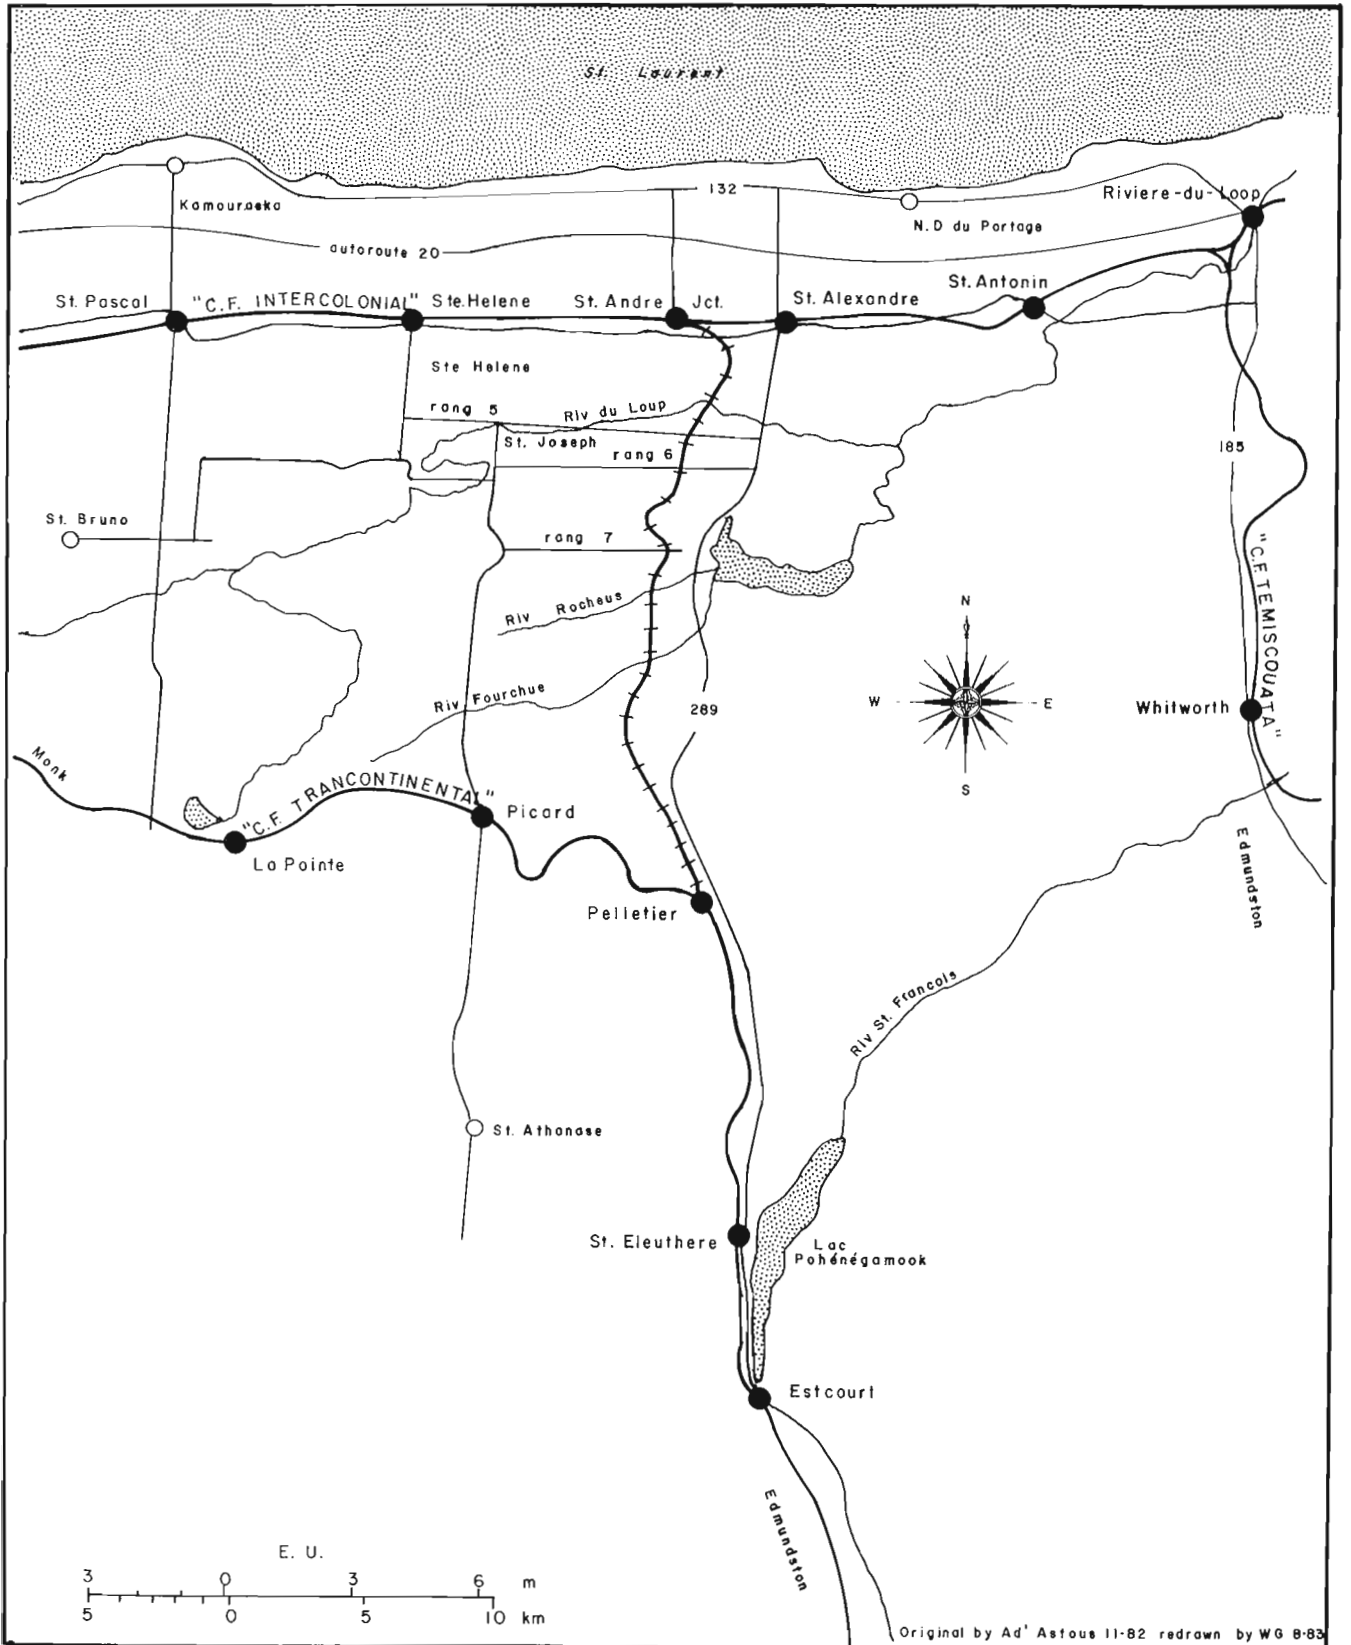 St. Laurent
132
Kamouraska
Riviere-du-Loup
N.D du Portage
autoroute 20
St. Antonin
St. Pascal
"C.F. INTERCOLONIAL"
Ste. Helene
St. Andre Jct.
St. Alexandre
Ste Helene
rang 5
Riv du Loup
St. Joseph
rang 6
185
St. Bruno
rang 7
"C.F. TEMISCOUATA"
Riv Rocheus
N
Riv Fourchue
289
W
E
Whitworth
S
Monk
"C.F. TRANCONTINENTAL"
Picard
La Pointe
Edmundston
Pelletier
Riv St. Francois
St. Athanase
St. Eleuthere
Lac
Pohénégamook
Estcourt
Edmundston
E. U.
3 0 3 6 m
5 0 5 10 km
Original by Ad' Astous 11-82 redrawn by WG 8-83